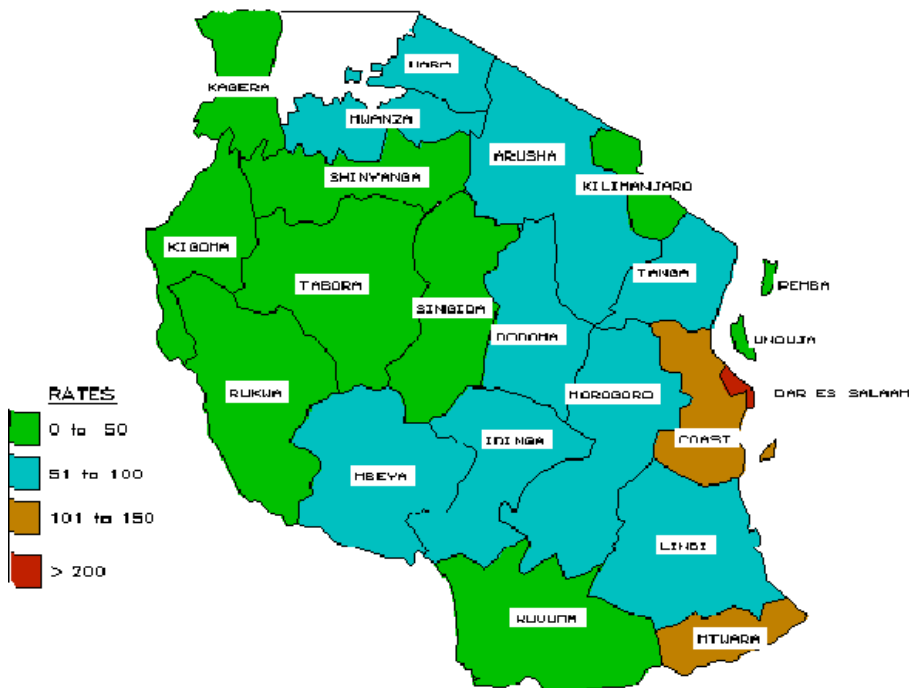 MARA
KAGERA
MWANZA
ARUSHA
SHINYANGA
KILIMANJARO
KIGOMA
TANGA
TABORA
PEMBA
SINGIDA
UNGUJA
DODOMA
RUKWA
MOROGORO
DAR ES SALAAM
IRINGA
COAST
MBEYA
LINDI
RUVUMA
MTWARA
RATES
0 to 50
51 to 100
101 to 150
> 200